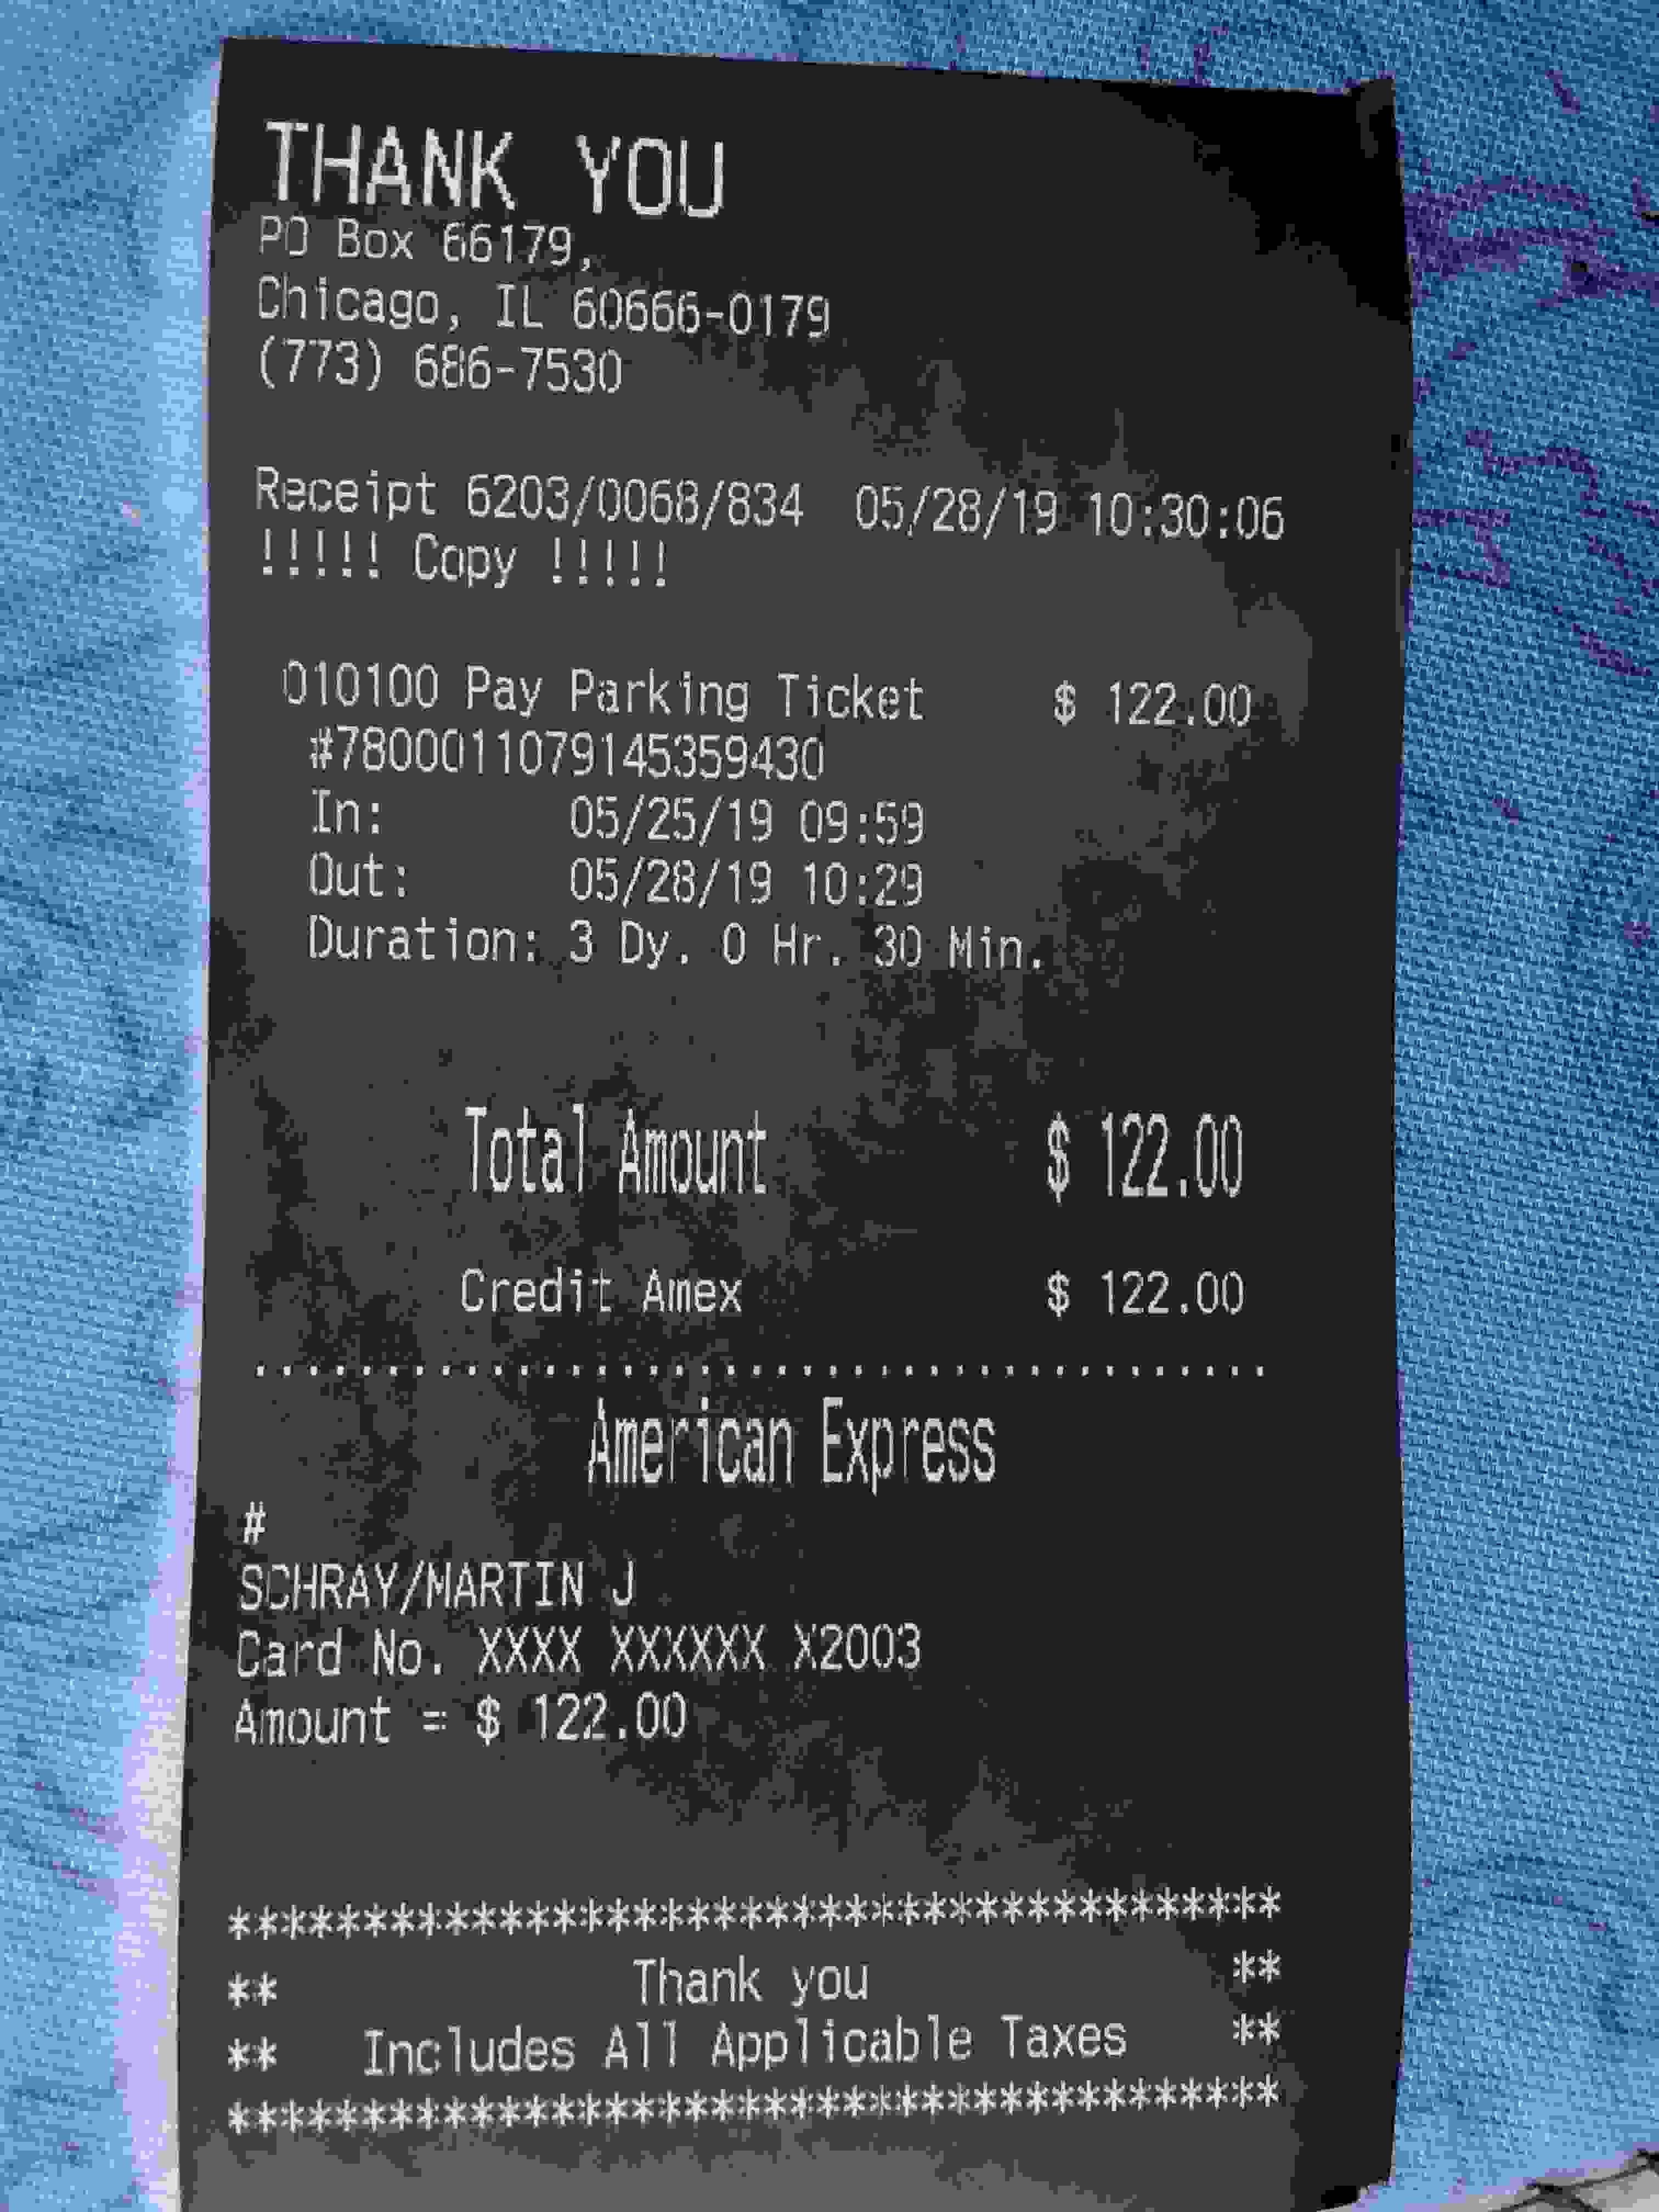 THANK YOU
PO Box 66179,
Chicago, IL 60666-0179
(773) 686-7530
Receipt 6203/0068/834 05/28/19 10:30:06
!!!!! Copy !!!!!
010100 Pay Parking Ticket $ 122.00
#7800011079145359430
In: 05/25/19 09:59
Out: 05/28/19 10:29
Duration: 3 Dy. 0 Hr. 30 Min.
Total Amount $ 122.00
Credit Amex $ 122.00
.......................................
American Express
#
SCHRAY/MARTIN J
Card No. XXXX XXXXXX X2003
Amount = $ 122.00
****************************************
** Thank you **
** Includes All Applicable Taxes **
****************************************